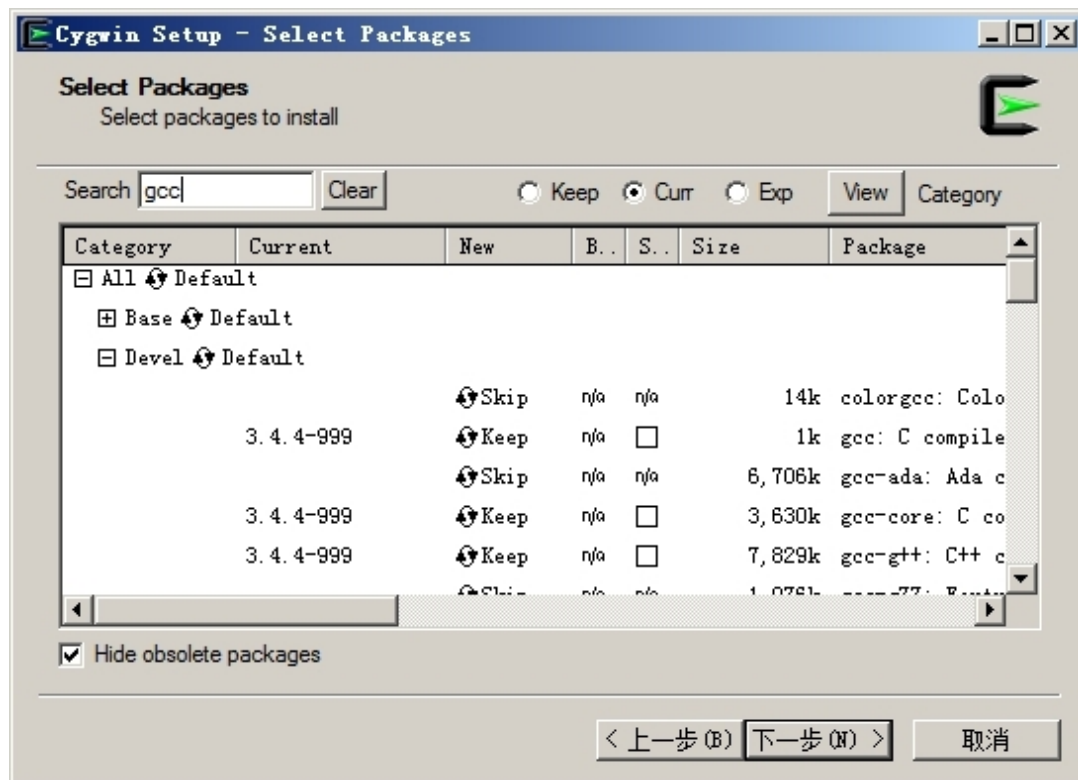 Cygwin Setup - Select Packages
Select Packages
Select packages to install
Search gcc Clear Keep Curr Exp View Category
Category Current New B.. S.. Size Package
All Default
Base Default
Devel Default
Skip n/a n/a 14k colorgcc: Colo
3.4.4-999 Keep n/a 1k gcc: C compile
Skip n/a n/a 6,706k gcc-ada: Ada c
3.4.4-999 Keep n/a 3,630k gcc-core: C co
3.4.4-999 Keep n/a 7,829k gcc-g++: C++ c
Hide obsolete packages
< 上一步(B) 下一步(N) > 取消